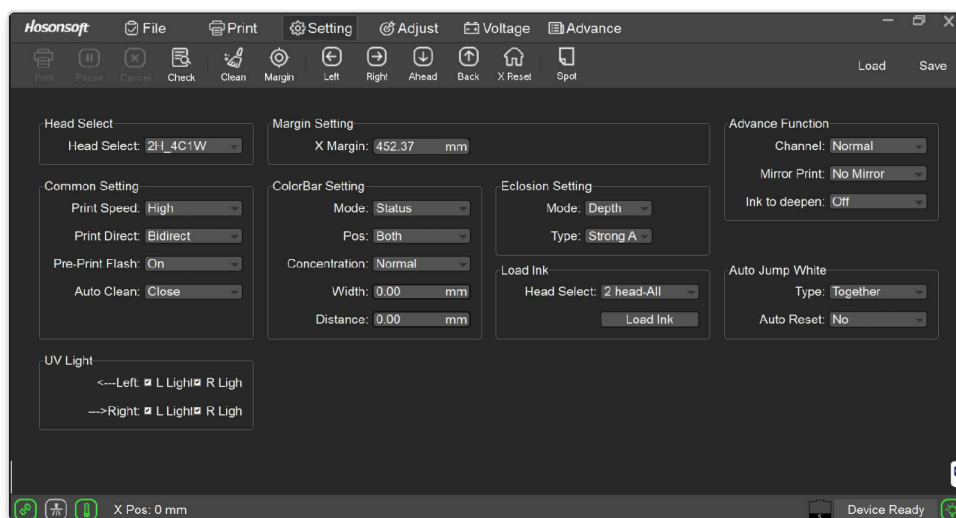 Hosonsoft File Print Setting Adjust Voltage Advance
Print Pause Cancel Check Clean Margin Left Right Ahead Back X Reset Spot Load Save
Head Select
Head Select: 2H_4C1W
Margin Setting
X Margin: 452.37 mm
Advance Function
Channel: Normal
Mirror Print: No Mirror
Ink to deepen: Off
Common Setting
Print Speed: High
Print Direct: Bidirect
Pre-Print Flash: On
Auto Clean: Close
ColorBar Setting
Mode: Status
Pos: Both
Concentration: Normal
Width: 0.00 mm
Distance: 0.00 mm
Eclosion Setting
Mode: Depth
Type: Strong A
Load Ink
Head Select: 2 head-All
Load Ink
Auto Jump White
Type: Together
Auto Reset: No
UV Light
<---Left: L Light R Ligh
--->Right: L Light R Ligh
X Pos: 0 mm Device Ready